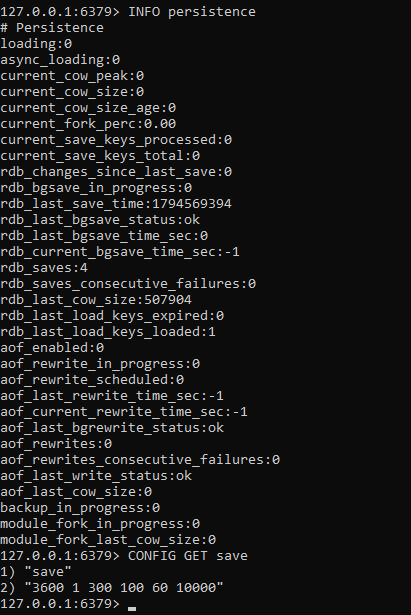 127.0.0.1:6379> INFO persistence
# Persistence
loading:0
async_loading:0
current_cow_peak:0
current_cow_size:0
current_cow_size_age:0
current_fork_perc:0.00
current_save_keys_processed:0
current_save_keys_total:0
rdb_changes_since_last_save:0
rdb_bgsave_in_progress:0
rdb_last_save_time:1794569394
rdb_last_bgsave_status:ok
rdb_last_bgsave_time_sec:0
rdb_current_bgsave_time_sec:-1
rdb_saves:4
rdb_saves_consecutive_failures:0
rdb_last_cow_size:507904
rdb_last_load_keys_expired:0
rdb_last_load_keys_loaded:1
aof_enabled:0
aof_rewrite_in_progress:0
aof_rewrite_scheduled:0
aof_last_rewrite_time_sec:-1
aof_current_rewrite_time_sec:-1
aof_last_bgrewrite_status:ok
aof_rewrites:0
aof_rewrites_consecutive_failures:0
aof_last_write_status:ok
aof_last_cow_size:0
backup_in_progress:0
module_fork_in_progress:0
module_fork_last_cow_size:0
127.0.0.1:6379> CONFIG GET save
1) "save"
2) "3600 1 300 100 60 10000"
127.0.0.1:6379>